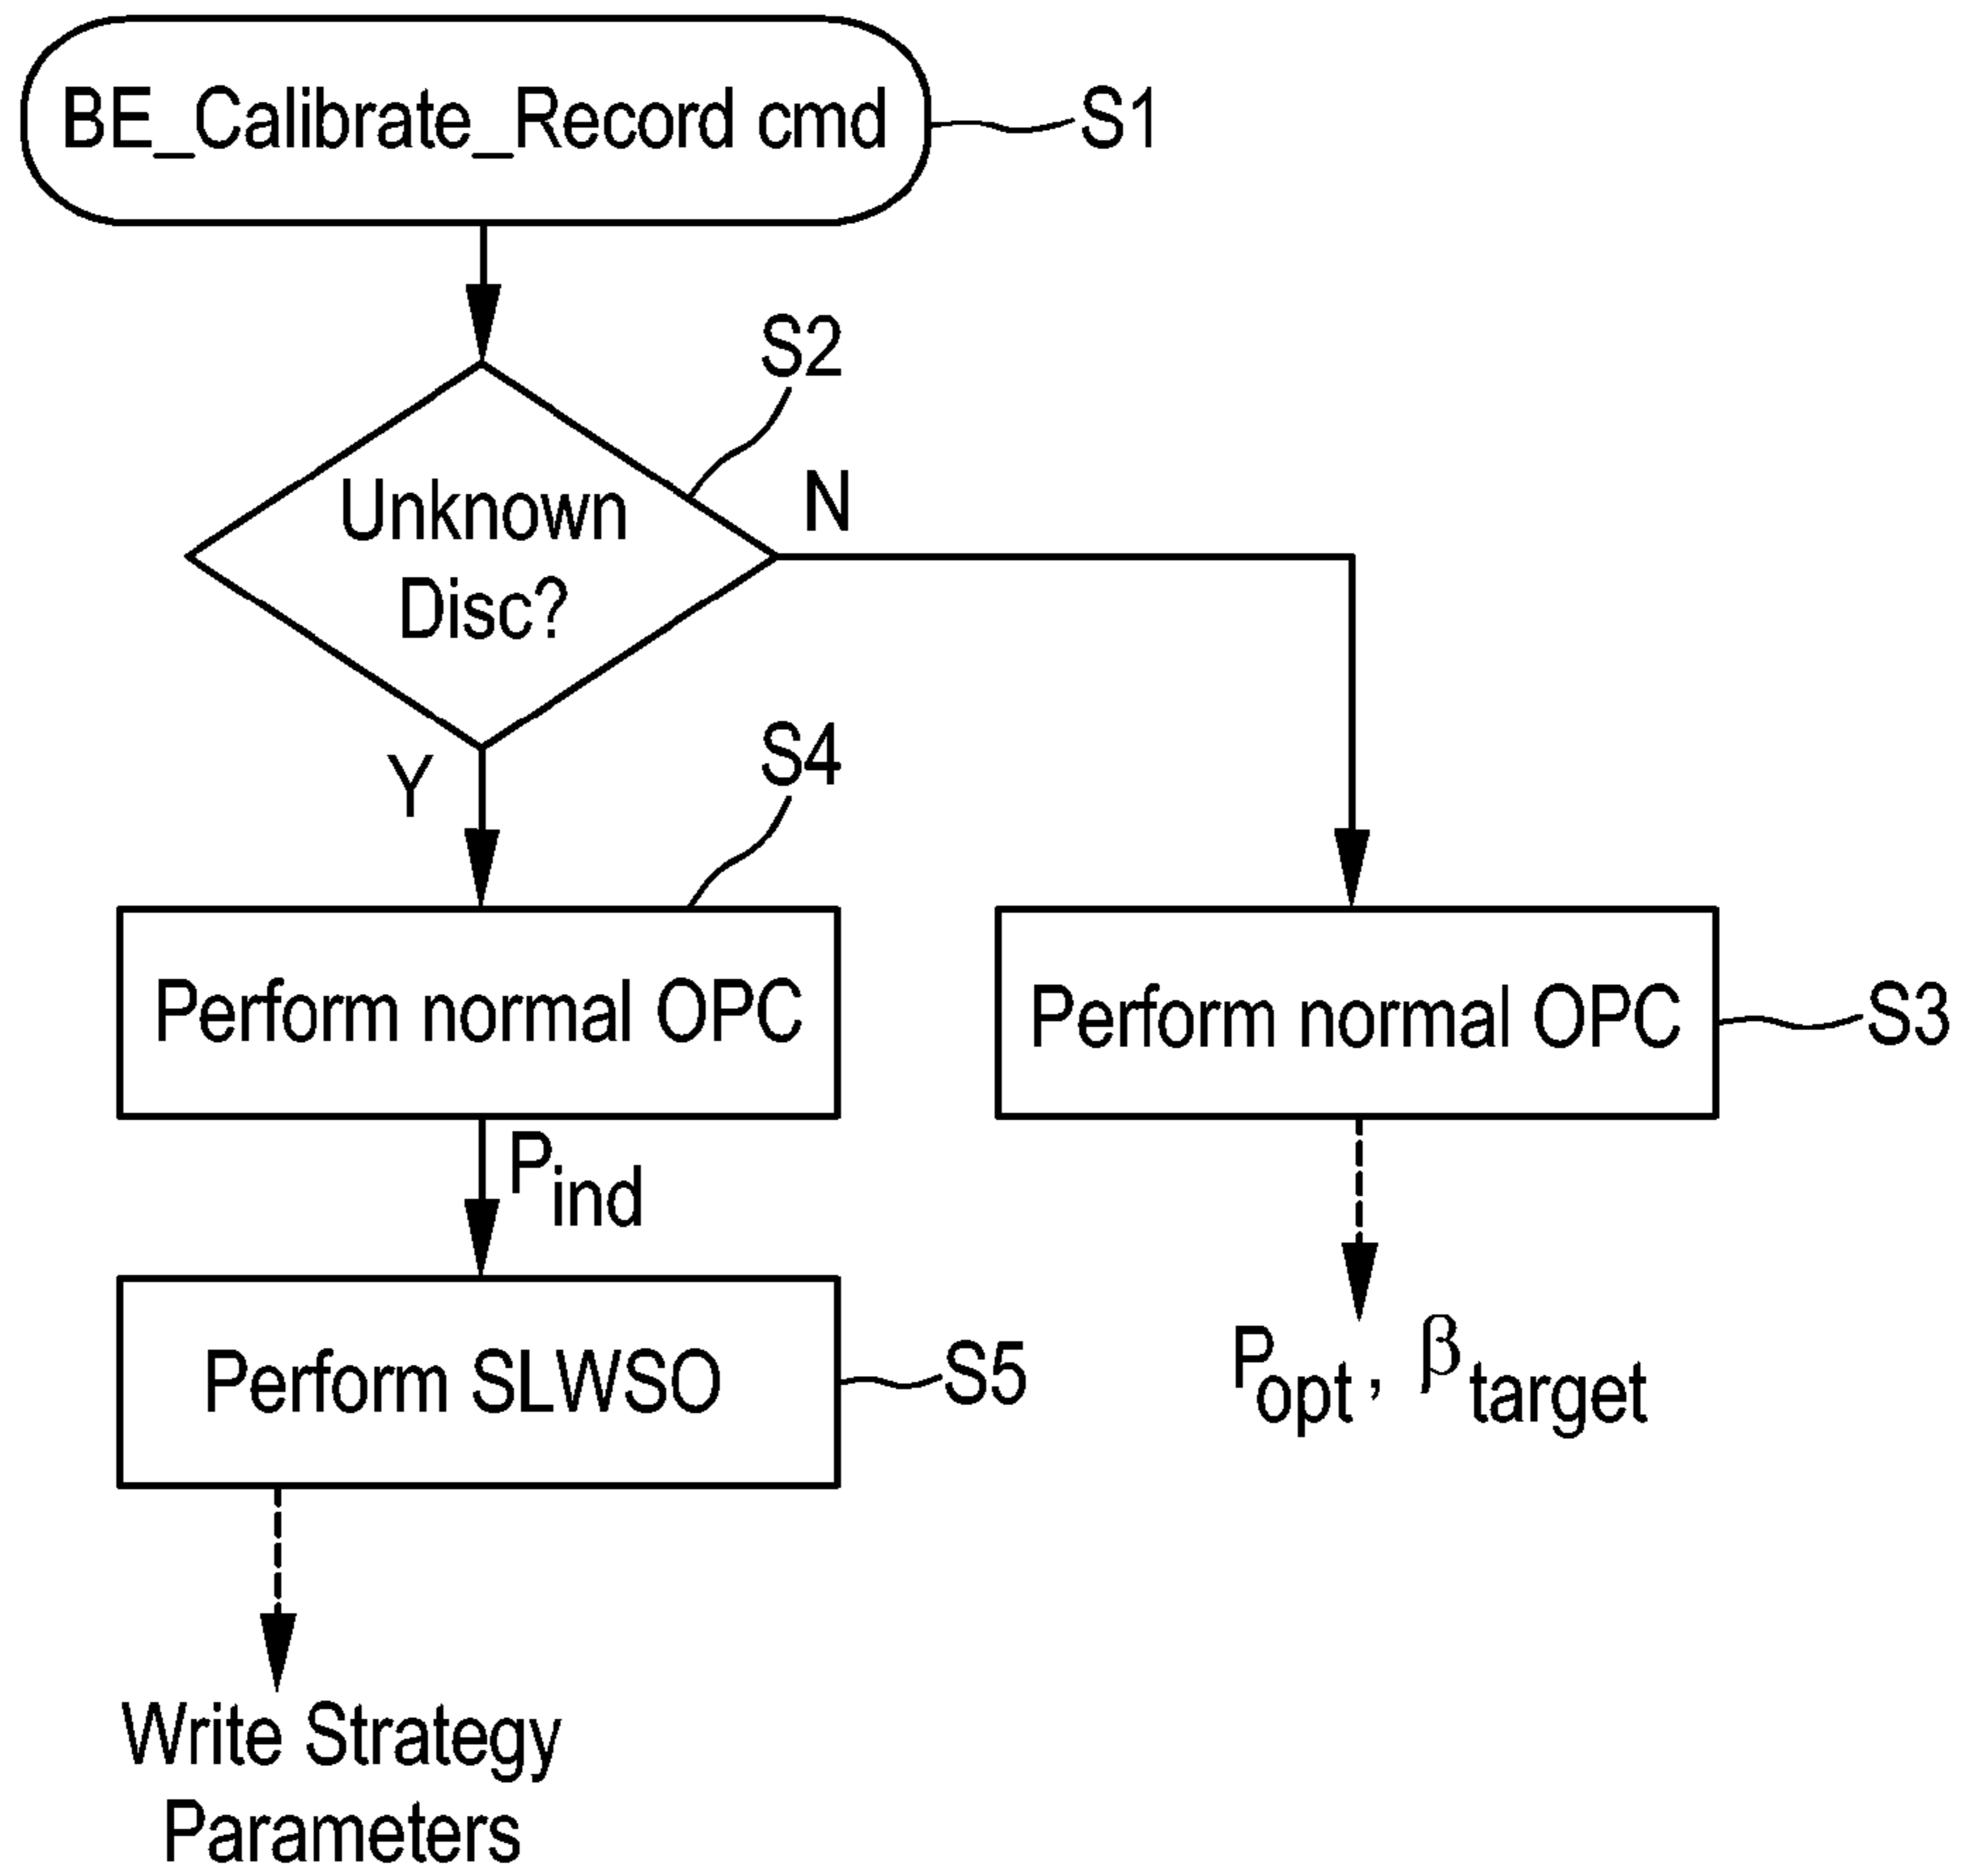 BE_Calibrate_Record cmd
S1
S2
Unknown
Disc?
N
Y
S4
Perform normal OPC
Perform normal OPC
S3
Pind
Popt, βtarget
Perform SLWSO
S5
Write Strategy
Parameters